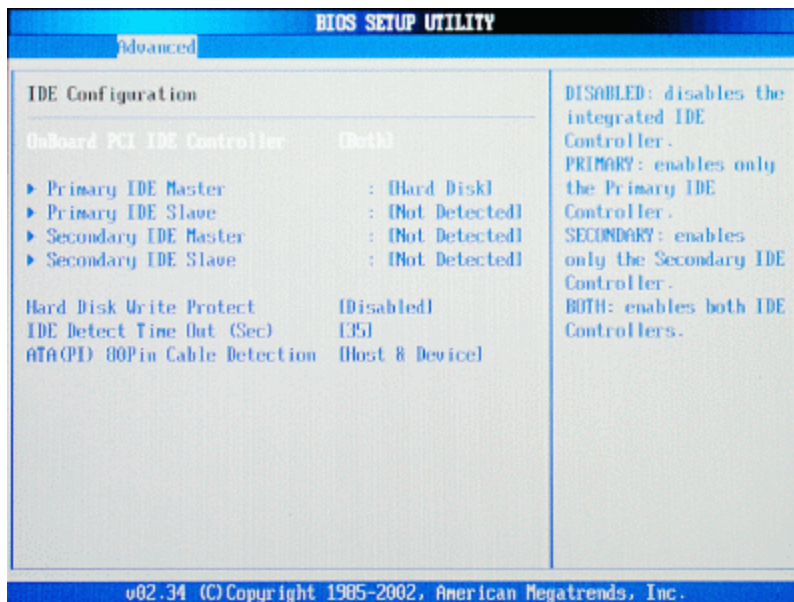 BIOS SETUP UTILITY
Advanced
IDE Configuration
OnBoard PCI IDE Controller [Both]
Primary IDE Master : [Hard Disk]
Primary IDE Slave : [Not Detected]
Secondary IDE Master : [Not Detected]
Secondary IDE Slave : [Not Detected]
Hard Disk Write Protect [Disabled]
IDE Detect Time Out (Sec) [35]
ATA(PI) 80Pin Cable Detection [Host & Device]
DISABLED: disables the
integrated IDE
Controller.
PRIMARY: enables only
the Primary IDE
Controller.
SECONDARY: enables
only the Secondary IDE
Controller.
BOTH: enables both IDE
Controllers.
v02.34 (C)Copyright 1985-2002, American Megatrends, Inc.